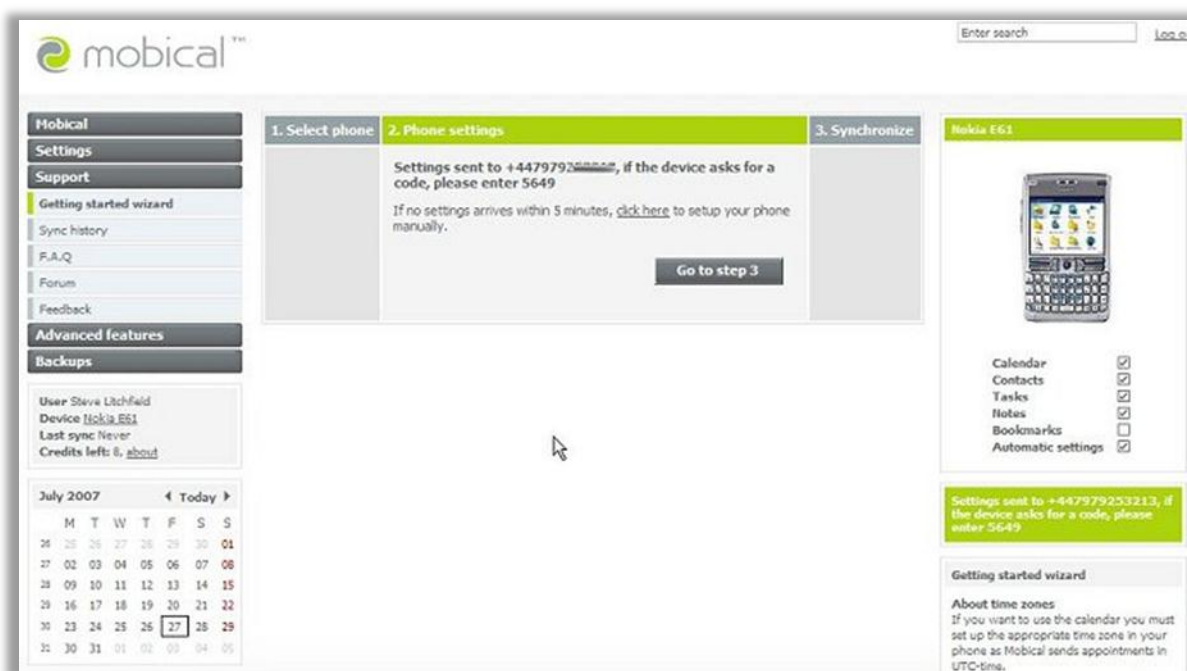 mobical™
Enter search
Mobical
Settings
Support
Getting started wizard
Sync history
F.A.Q
Forum
Feedback
Advanced features
Backups
User Steve Litchfield
Device Nokia E61
Last sync Never
Credits left: 8, about
July 2007 Today
M T W T F S S
26 25 26 27 28 29 30 01
27 02 03 04 05 06 07 08
28 09 10 11 12 13 14 15
29 16 17 18 19 20 21 22
30 23 24 25 26 27 28 29
31 30 31 01 02 03 04 05
1. Select phone 2. Phone settings 3. Synchronize
Settings sent to if the device asks for a
code, please enter 5649
If no settings arrives within 5 minutes, click here to setup your phone
manually.
Go to step 3
Nokia E61
Calendar
Contacts
Tasks
Notes
Bookmarks
Automatic settings
Settings sent to +447979253213, if
the device asks for a code, please
enter 5649
Getting started wizard
About time zones
If you want to use the calendar you must
set up the appropriate time zone in your
phone as Mobical sends appointments in
UTC-time.